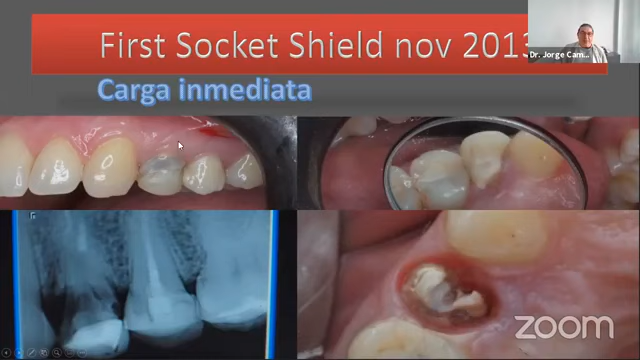 First Socket Shield nov 2013
Dr. Jorge Cam...
Carga inmediata
zoom